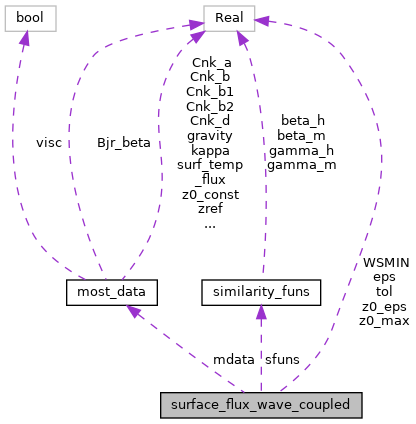 bool
Real
visc
Bjr_beta
Cnk_a
Cnk_b
Cnk_b1
Cnk_b2
Cnk_d
gravity
kappa
surf_temp
_flux
z0_const
zref
...
beta_h
beta_m
gamma_h
gamma_m
WSMIN
eps
tol
z0_eps
z0_max
most_data
similarity_funs
mdata
sfuns
surface_flux_wave_coupled